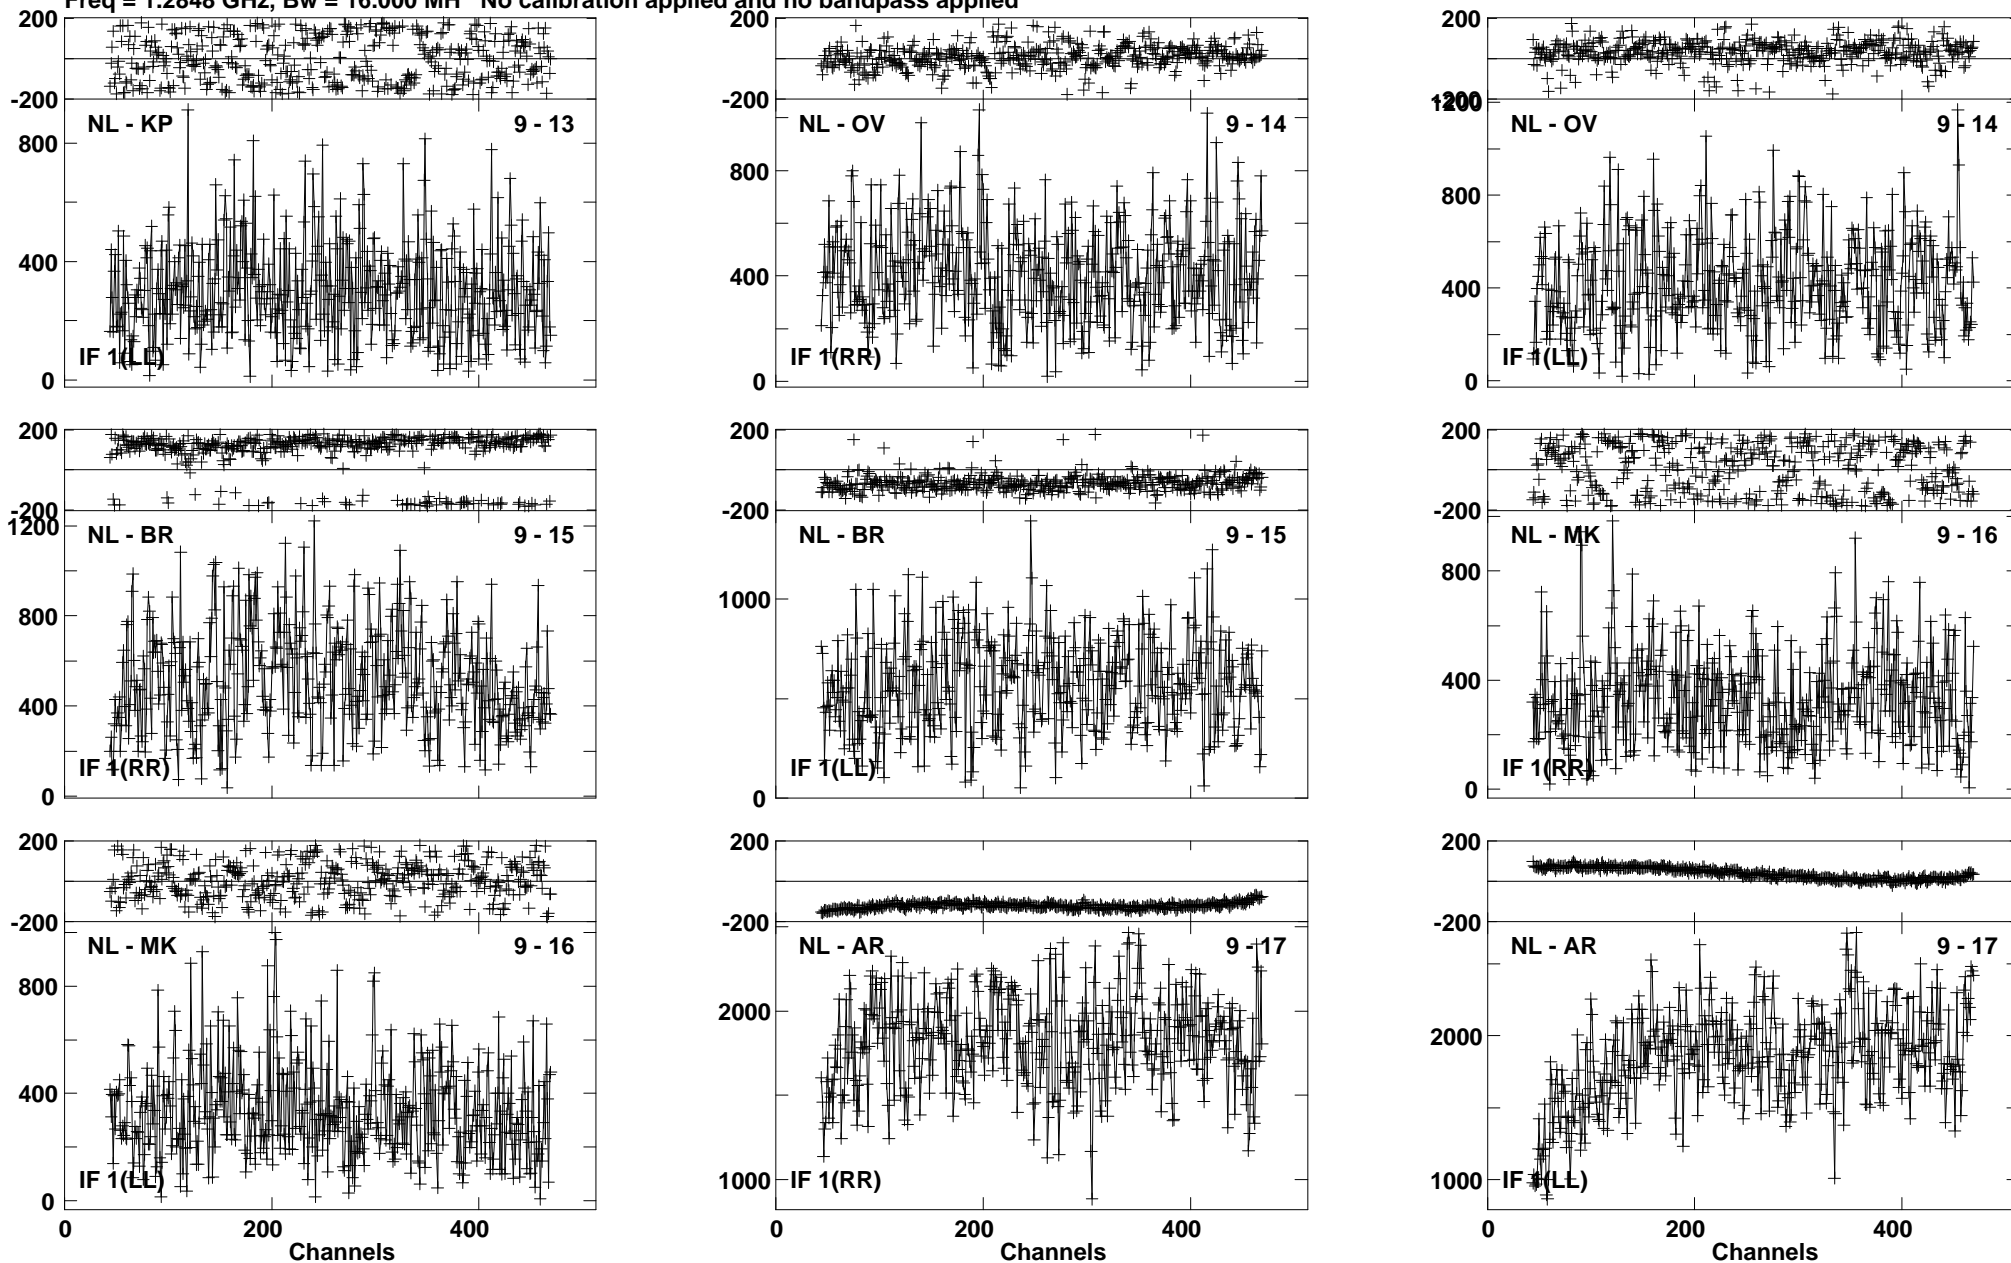 Freq = 1.2848 GHz, Bw = 16.000 MH No calibration applied and no bandpass applied
200
-200
NL - KP 9 - 13
800
400
0
IF 1(LL)
200
-200
NL - OV 9 - 14
800
400
0
IF 1(RR)
200
-200
1200
NL - OV 9 - 14
800
400
0
IF 1(LL)
200
-200
1200
NL - BR 9 - 15
800
400
0
IF 1(RR)
200
-200
NL - BR 9 - 15
1000
0
IF 1(LL)
200
-200
NL - MK 9 - 16
800
400
0
IF 1(RR)
200
-200
NL - MK 9 - 16
800
400
0
IF 1(LL)
0 200 400
Channels
200
-200
NL - AR 9 - 17
2000
1000
IF 1(RR)
0 200 400
Channels
200
-200
NL - AR 9 - 17
2000
1000
IF 1(LL)
0 200 400
Channels